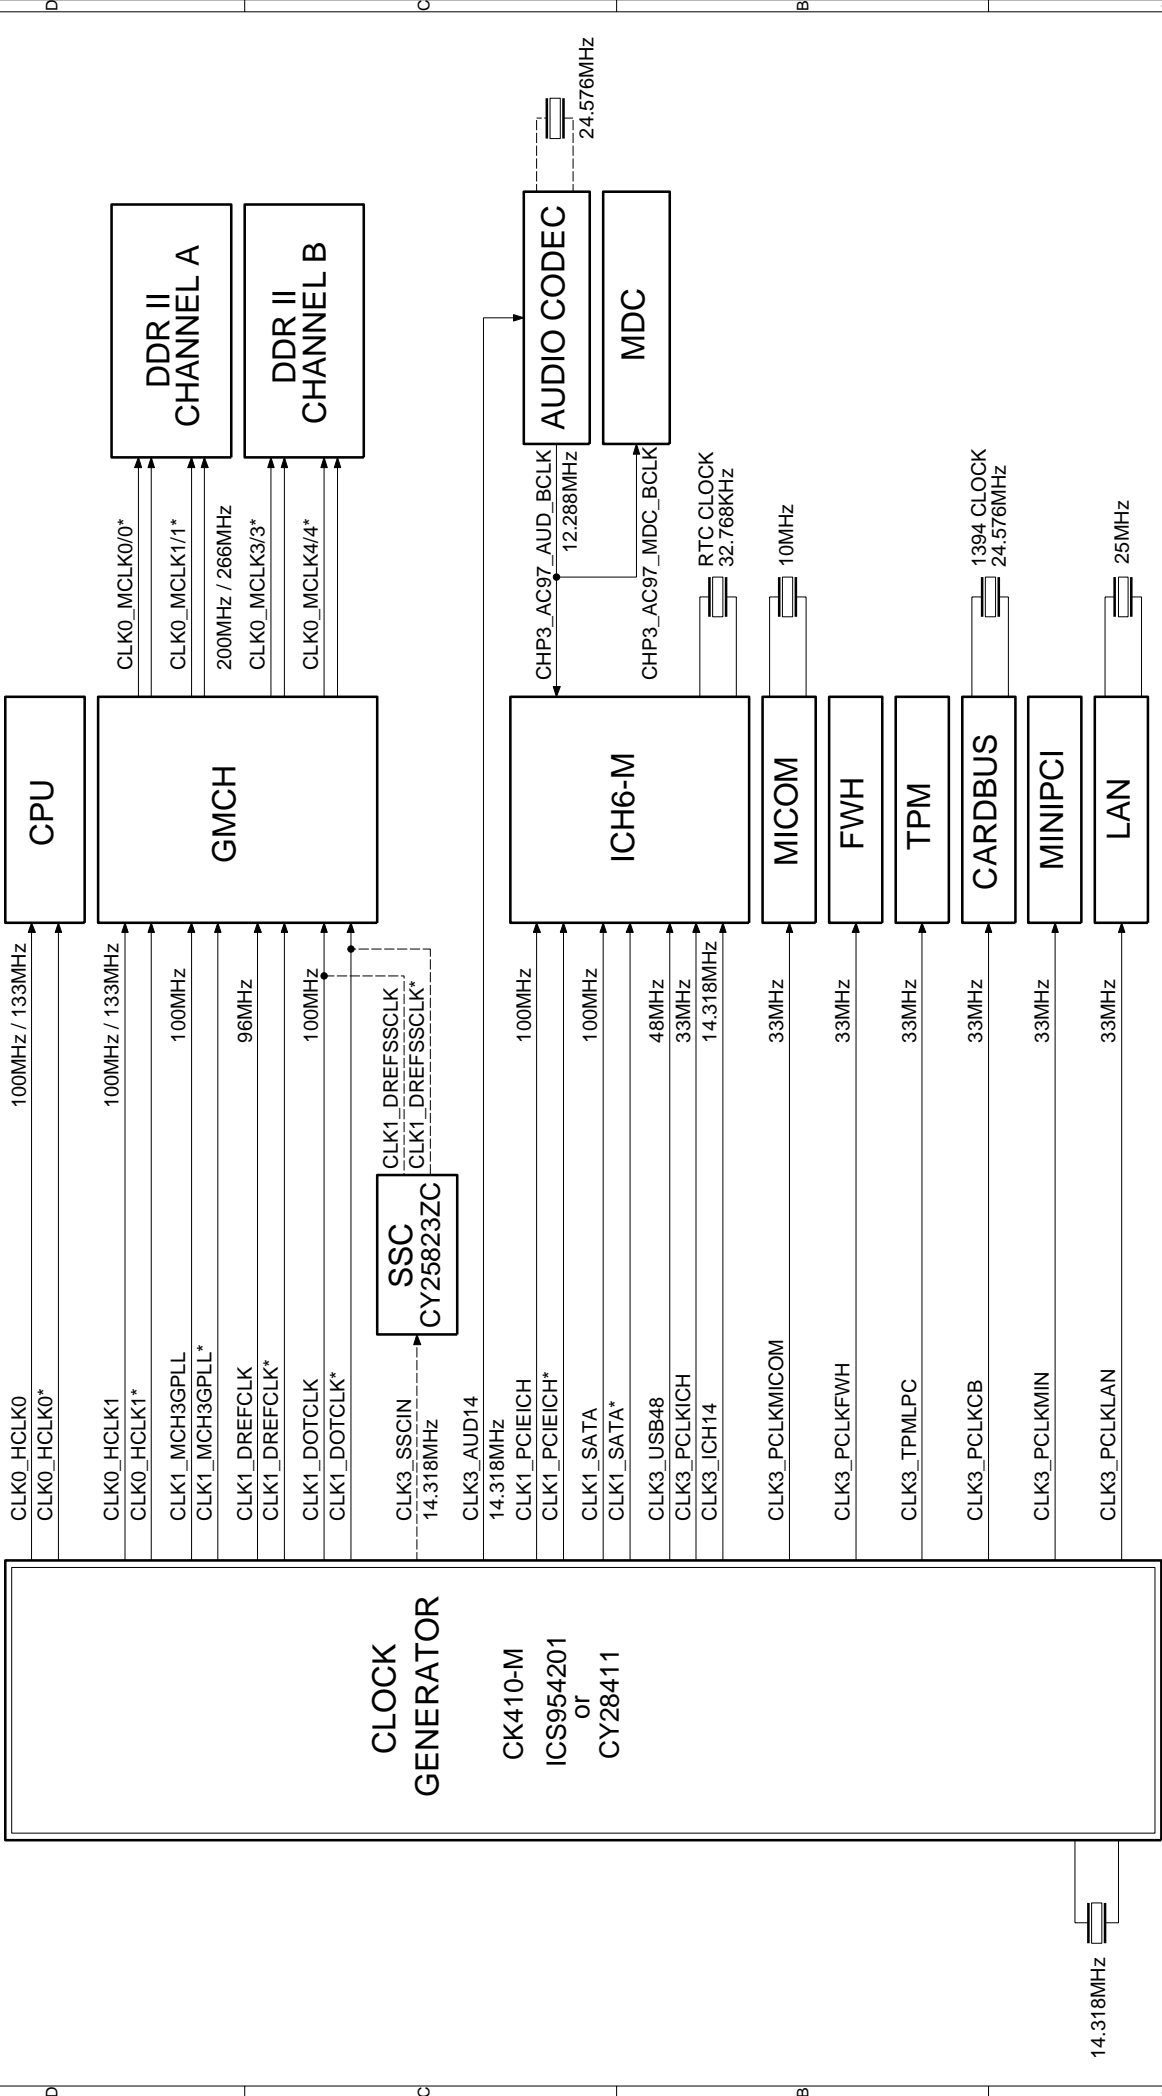 D
C
B
14.318MHz
CLOCK
GENERATOR
CK410-M
ICS954201
or
CY28411
CLK0_HCLK0
CLK0_HCLK0*
100MHz / 133MHz
CPU
CLK0_HCLK1
CLK0_HCLK1*
100MHz / 133MHz
CLK1_MCH3GPLL
CLK1_MCH3GPLL*
100MHz
CLK1_DREFCLK
CLK1_DREFCLK*
96MHz
CLK1_DOTCLK
CLK1_DOTCLK*
100MHz
GMCH
CLK0_MCLK0/0*
CLK0_MCLK1/1*
200MHz / 266MHz
CLK0_MCLK3/3*
CLK0_MCLK4/4*
DDR II
CHANNEL A
DDR II
CHANNEL B
CLK3_SSCIN
14.318MHz
SSC
CY25823ZC
CLK1_DREFSSCLK
CLK1_DREFSSCLK*
CLK3_AUD14
14.318MHz
AUDIO CODEC
24.576MHz
MDC
CHP3_AC97_AUD_BCLK
12.288MHz
CHP3_AC97_MDC_BCLK
CLK1_PCIEICH
CLK1_PCIEICH*
100MHz
CLK1_SATA
CLK1_SATA*
100MHz
CLK3_USB48
48MHz
CLK3_PCLKICH
33MHz
CLK3_ICH14
14.318MHz
ICH6-M
RTC CLOCK
32.768KHz
CLK3_PCLKMICOM
33MHz
MICOM
10MHz
CLK3_PCLKFWH
33MHz
FWH
CLK3_TPMLPC
33MHz
TPM
CLK3_PCLKCB
33MHz
CARDBUS
1394 CLOCK
24.576MHz
CLK3_PCLKMIN
33MHz
MINIPCI
CLK3_PCLKLAN
33MHz
LAN
25MHz
D
C
B